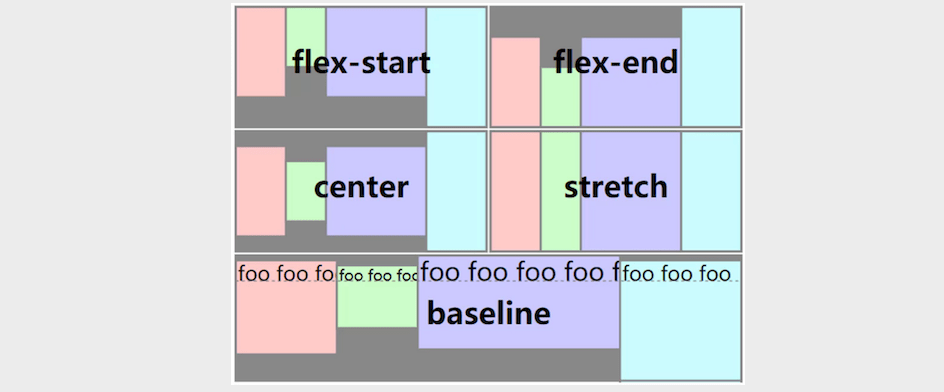 flex-start
flex-end
center
stretch
foo foo fo
foo foo foo
foo foo foo foo f
foo foo foo
baseline